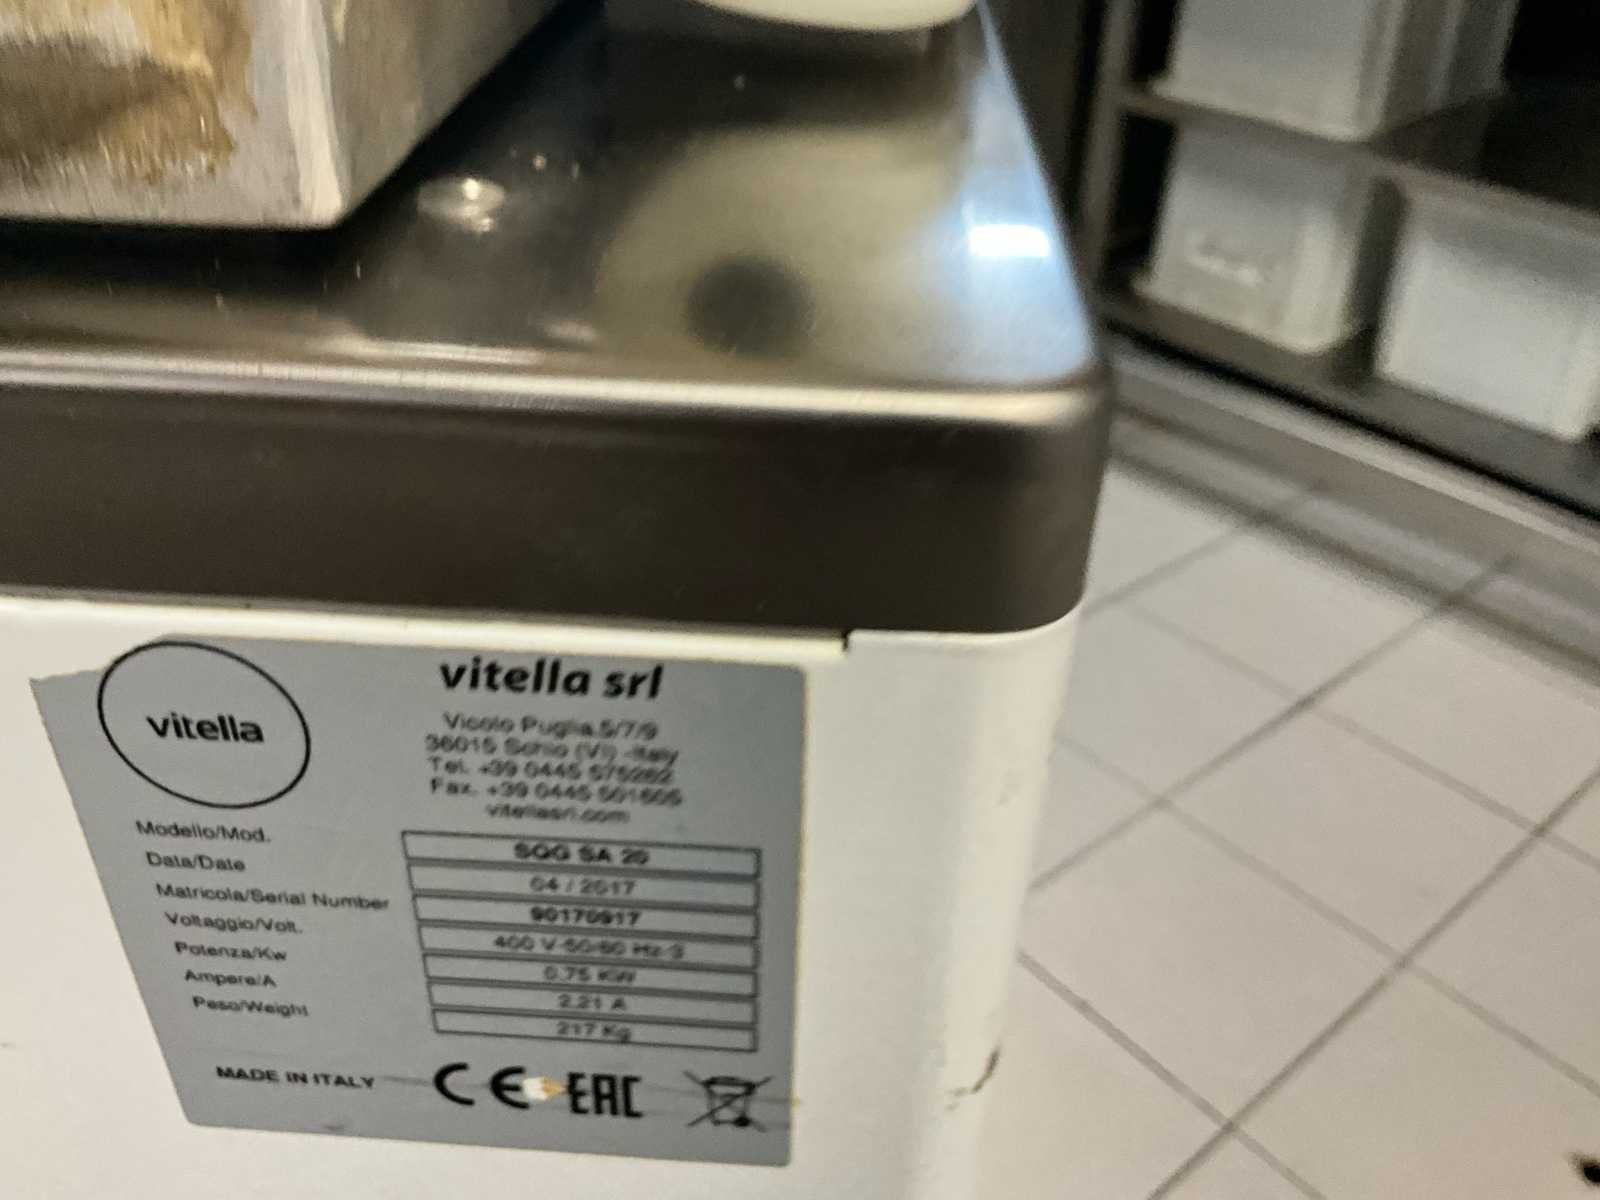 vitella
vitella srl
Vicolo Puglia 5/7/9
36015 Schio (VI) -Italy
Tel. +39 0445 575262
Fax. +39 0445 501605
vitellasrl.com
Modello/Mod. SQG SA 20
Data/Date 04 / 2017
Matricola/Serial Number 90170917
Voltaggio/Volt. 400 V-50/60 Hz-3
Potenza/Kw 0.75 KW
Ampere/A 2.21 A
Peso/Weight 217 Kg
MADE IN ITALY CE EAC